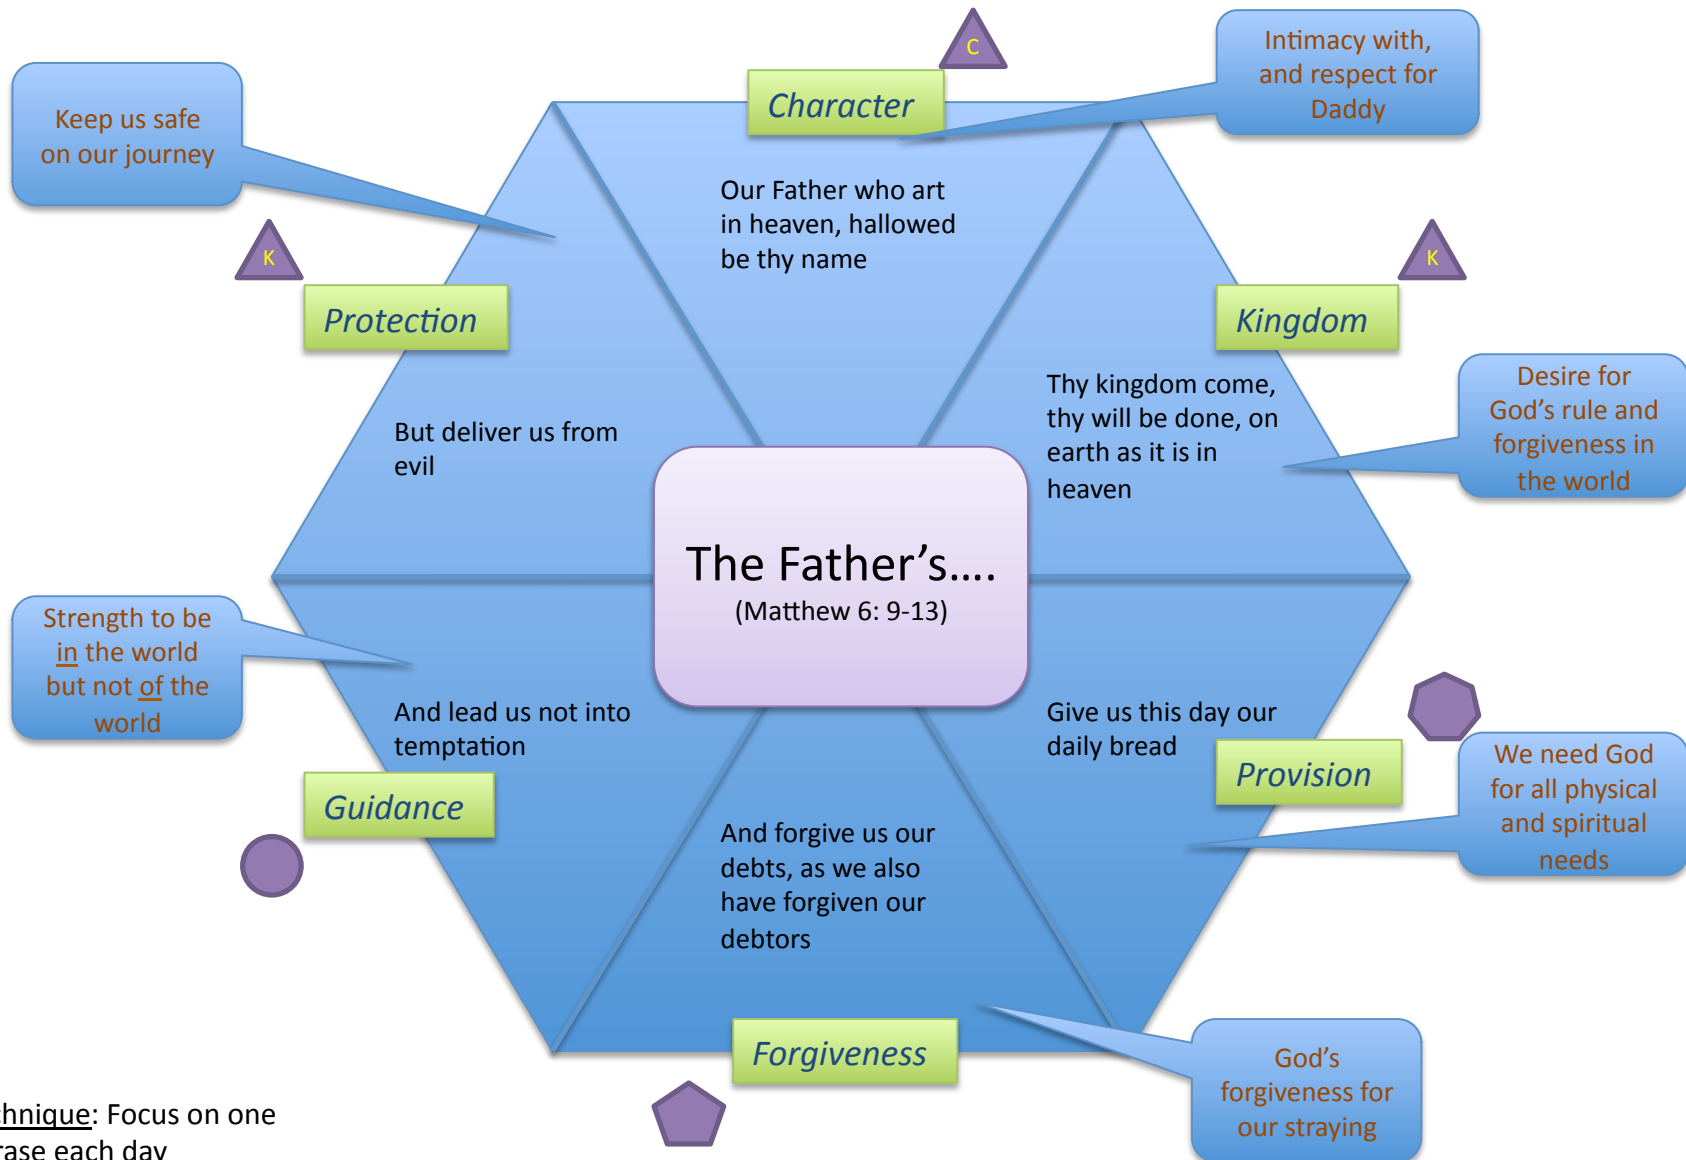 C
Character
Intimacy with,
and respect for
Daddy
Our Father who art
in heaven, hallowed
be thy name
K
Kingdom
Thy kingdom come,
thy will be done, on
earth as it is in
heaven
Desire for
God’s rule and
forgiveness in
the world
Give us this day our
daily bread
Provision
We need God
for all physical
and spiritual
needs
And forgive us our
debts, as we also
have forgiven our
debtors
Forgiveness
God’s
forgiveness for
our straying
And lead us not into
temptation
Guidance
Strength to be
in the world
but not of the
world
But deliver us from
evil
Protection
K
Keep us safe
on our journey
The Father’s....
(Matthew 6: 9-13)
chnique: Focus on one
rase each day